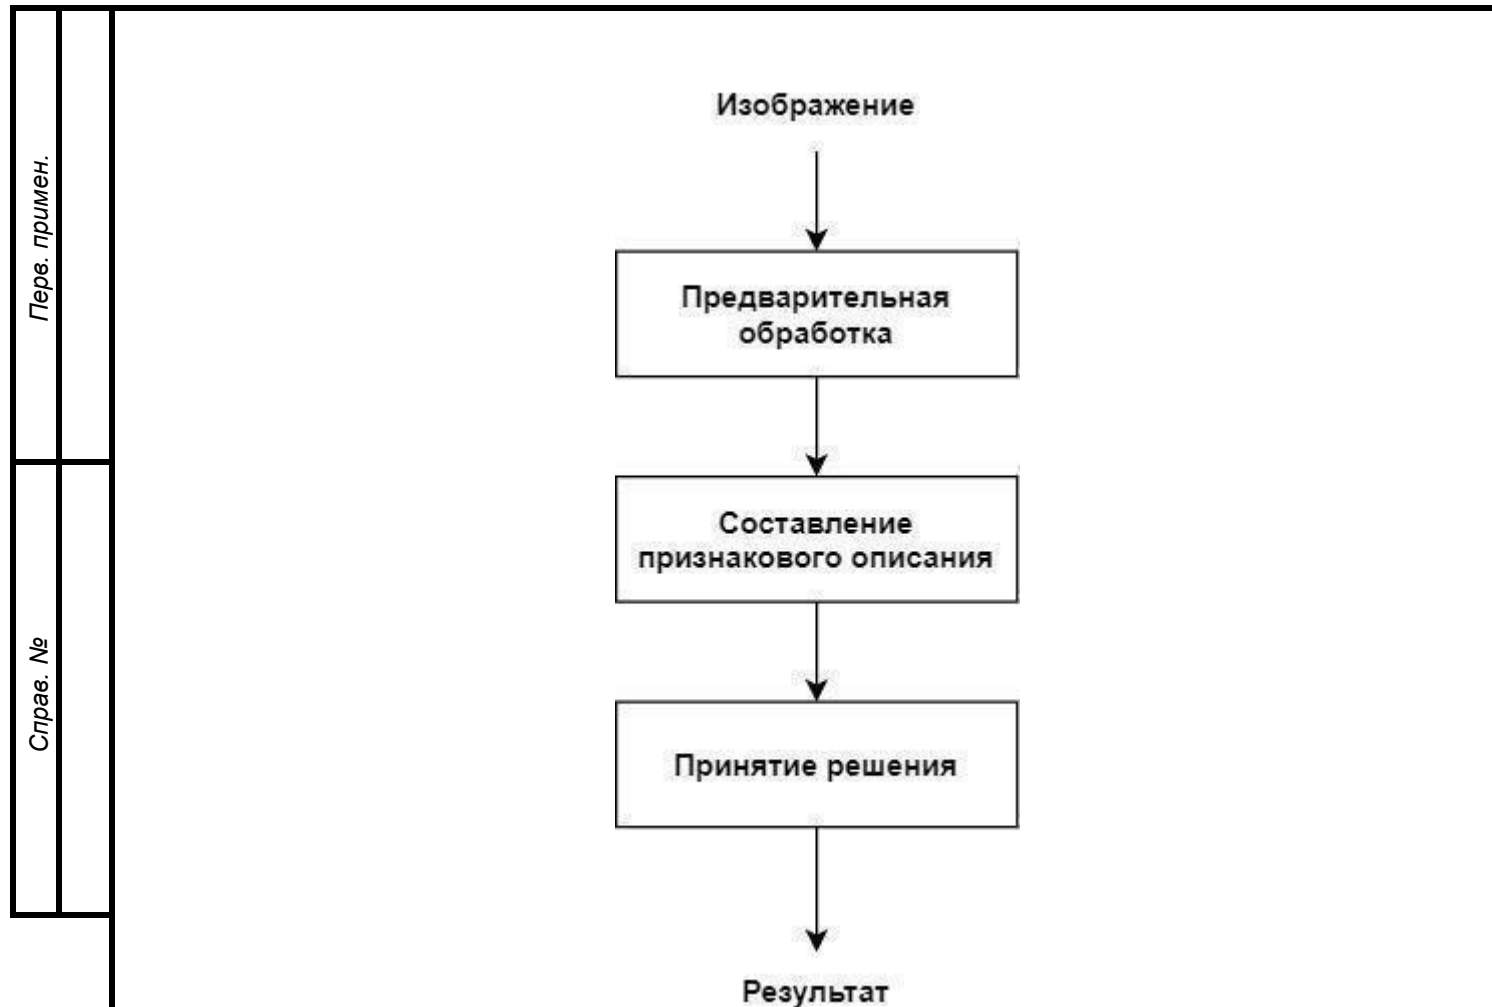 Перв. примен.
Справ. №
Изображение
Предварительная
обработка
Составление
признакового описания
Принятие решения
Результат